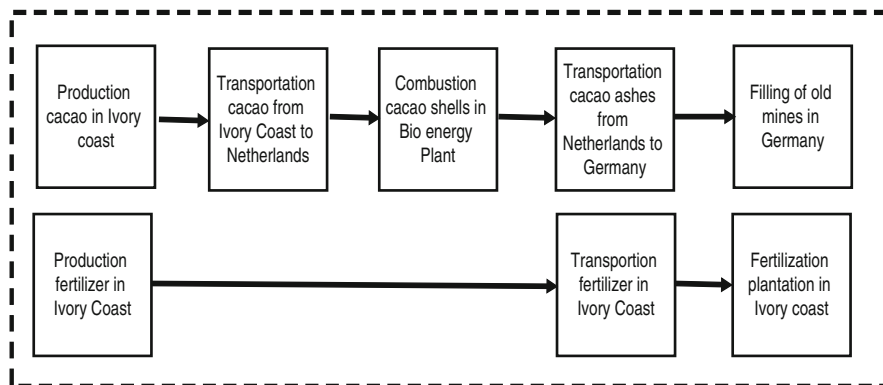 Production
cacao in Ivory
coast
Transportation
cacao from
Ivory Coast to
Netherlands
Combustion
cacao shells in
Bio energy
Plant
Transportation
cacao ashes
from
Netherlands to
Germany
Filling of old
mines in
Germany
Production
fertilizer in
Ivory Coast
Transportion
fertilizer in
Ivory Coast
Fertilization
plantation in
Ivory coast